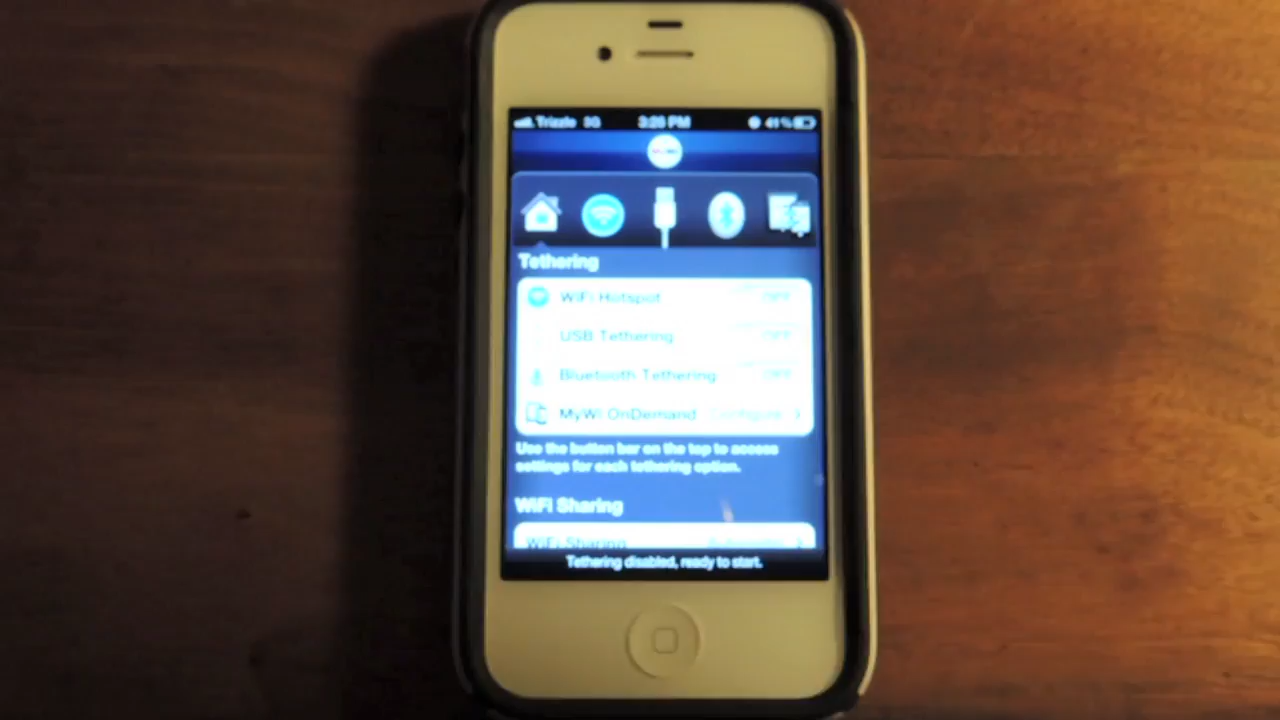 Trizzle 3G 3:26 PM 41%
Tethering
WiFi Hotspot OFF
USB Tethering OFF
Bluetooth Tethering OFF
MyWi OnDemand Configure
Use the button bar on the top to access
settings for each tethering option.
WiFi Sharing
WiFi Sharing
Tethering disabled, ready to start.